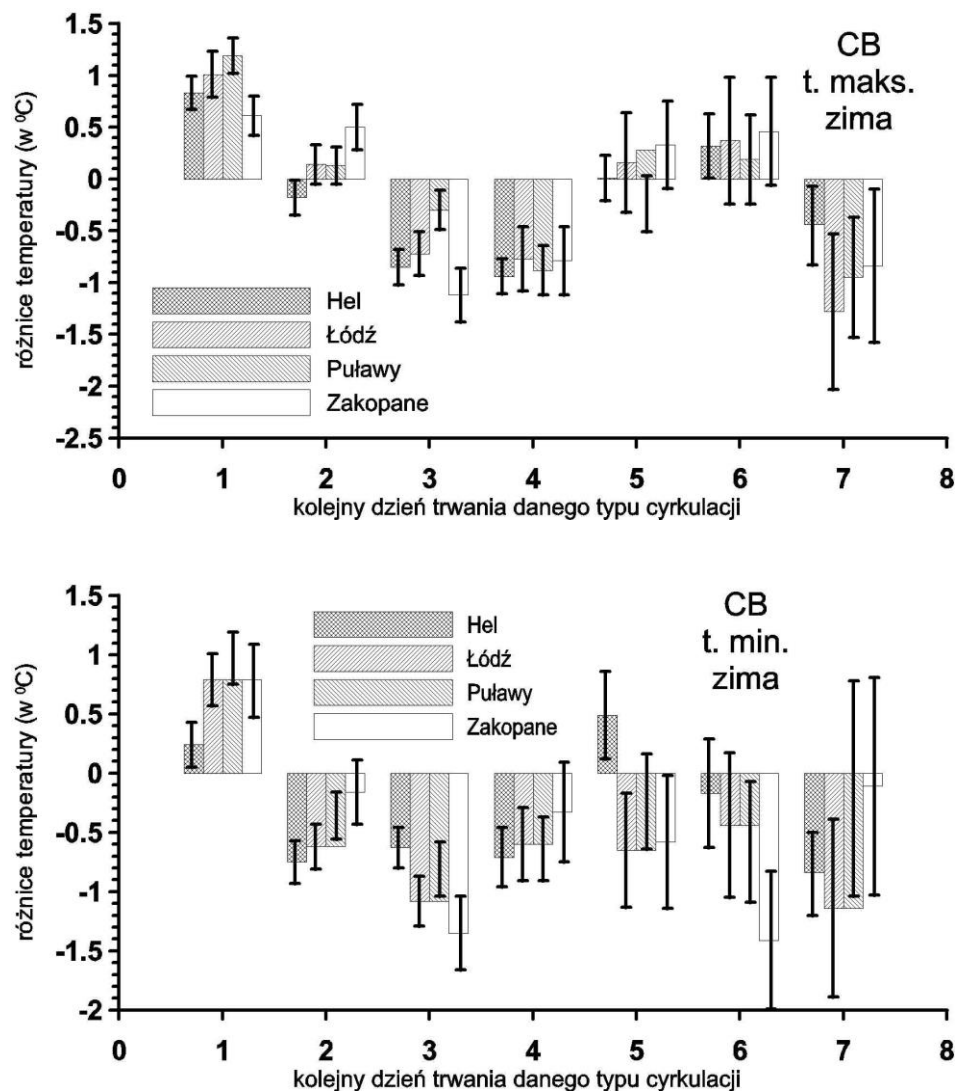 1.5
1
0.5
0
-0.5
-1
-1.5
-2
-2.5
różnice temperatury (w ºC)
CB
t. maks.
zima
Hel
Łódź
Puławy
Zakopane
0 1 2 3 4 5 6 7 8
kolejny dzień trwania danego typu cyrkulacji
1.5
1
0.5
0
-0.5
-1
-1.5
-2
różnice temperatury (w ºC)
CB
t. min.
zima
Hel
Łódź
Puławy
Zakopane
0 1 2 3 4 5 6 7 8
kolejny dzień trwania danego typu cyrkulacji